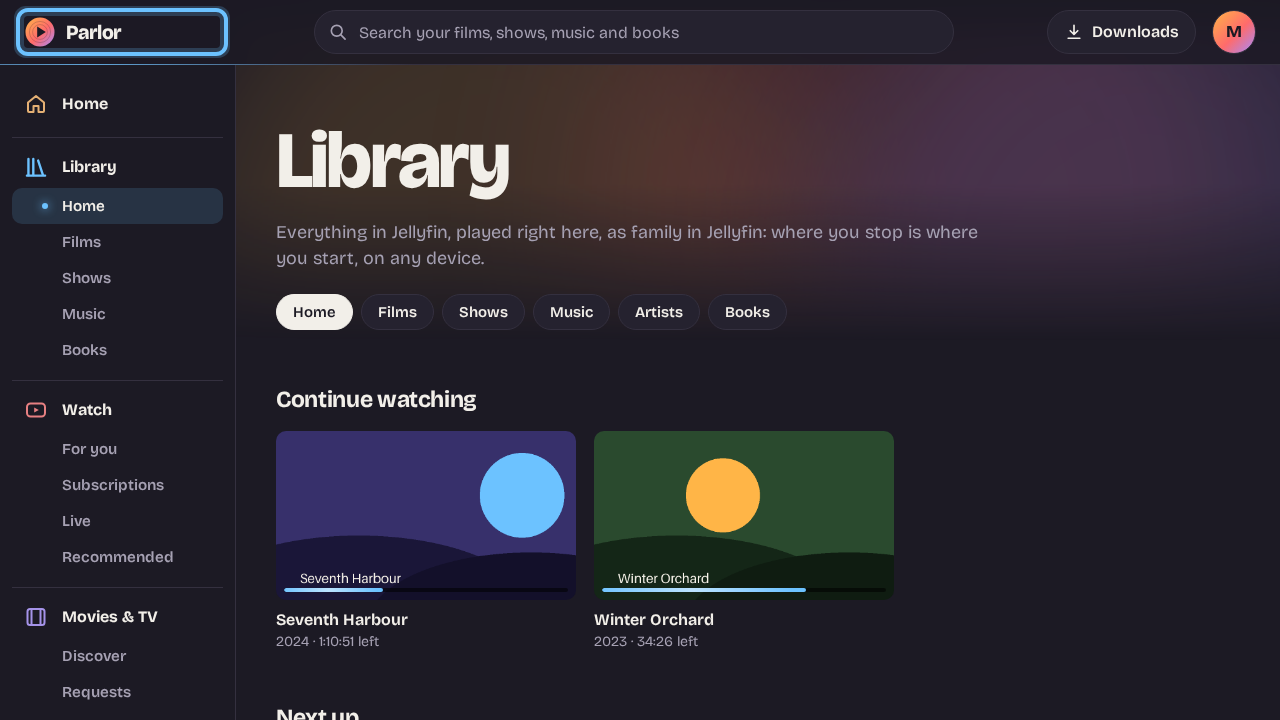 Parlor
Search your films, shows, music and books
Downloads
M
Home
Library
Home
Films
Shows
Music
Books
Watch
For you
Subscriptions
Live
Recommended
Movies & TV
Discover
Requests
Library
Everything in Jellyfin, played right here, as family in Jellyfin: where you stop is where
you start, on any device.
Home
Films
Shows
Music
Artists
Books
Continue watching
Seventh Harbour
Winter Orchard
Seventh Harbour
2024 · 1:10:51 left
Winter Orchard
2023 · 34:26 left
Next up